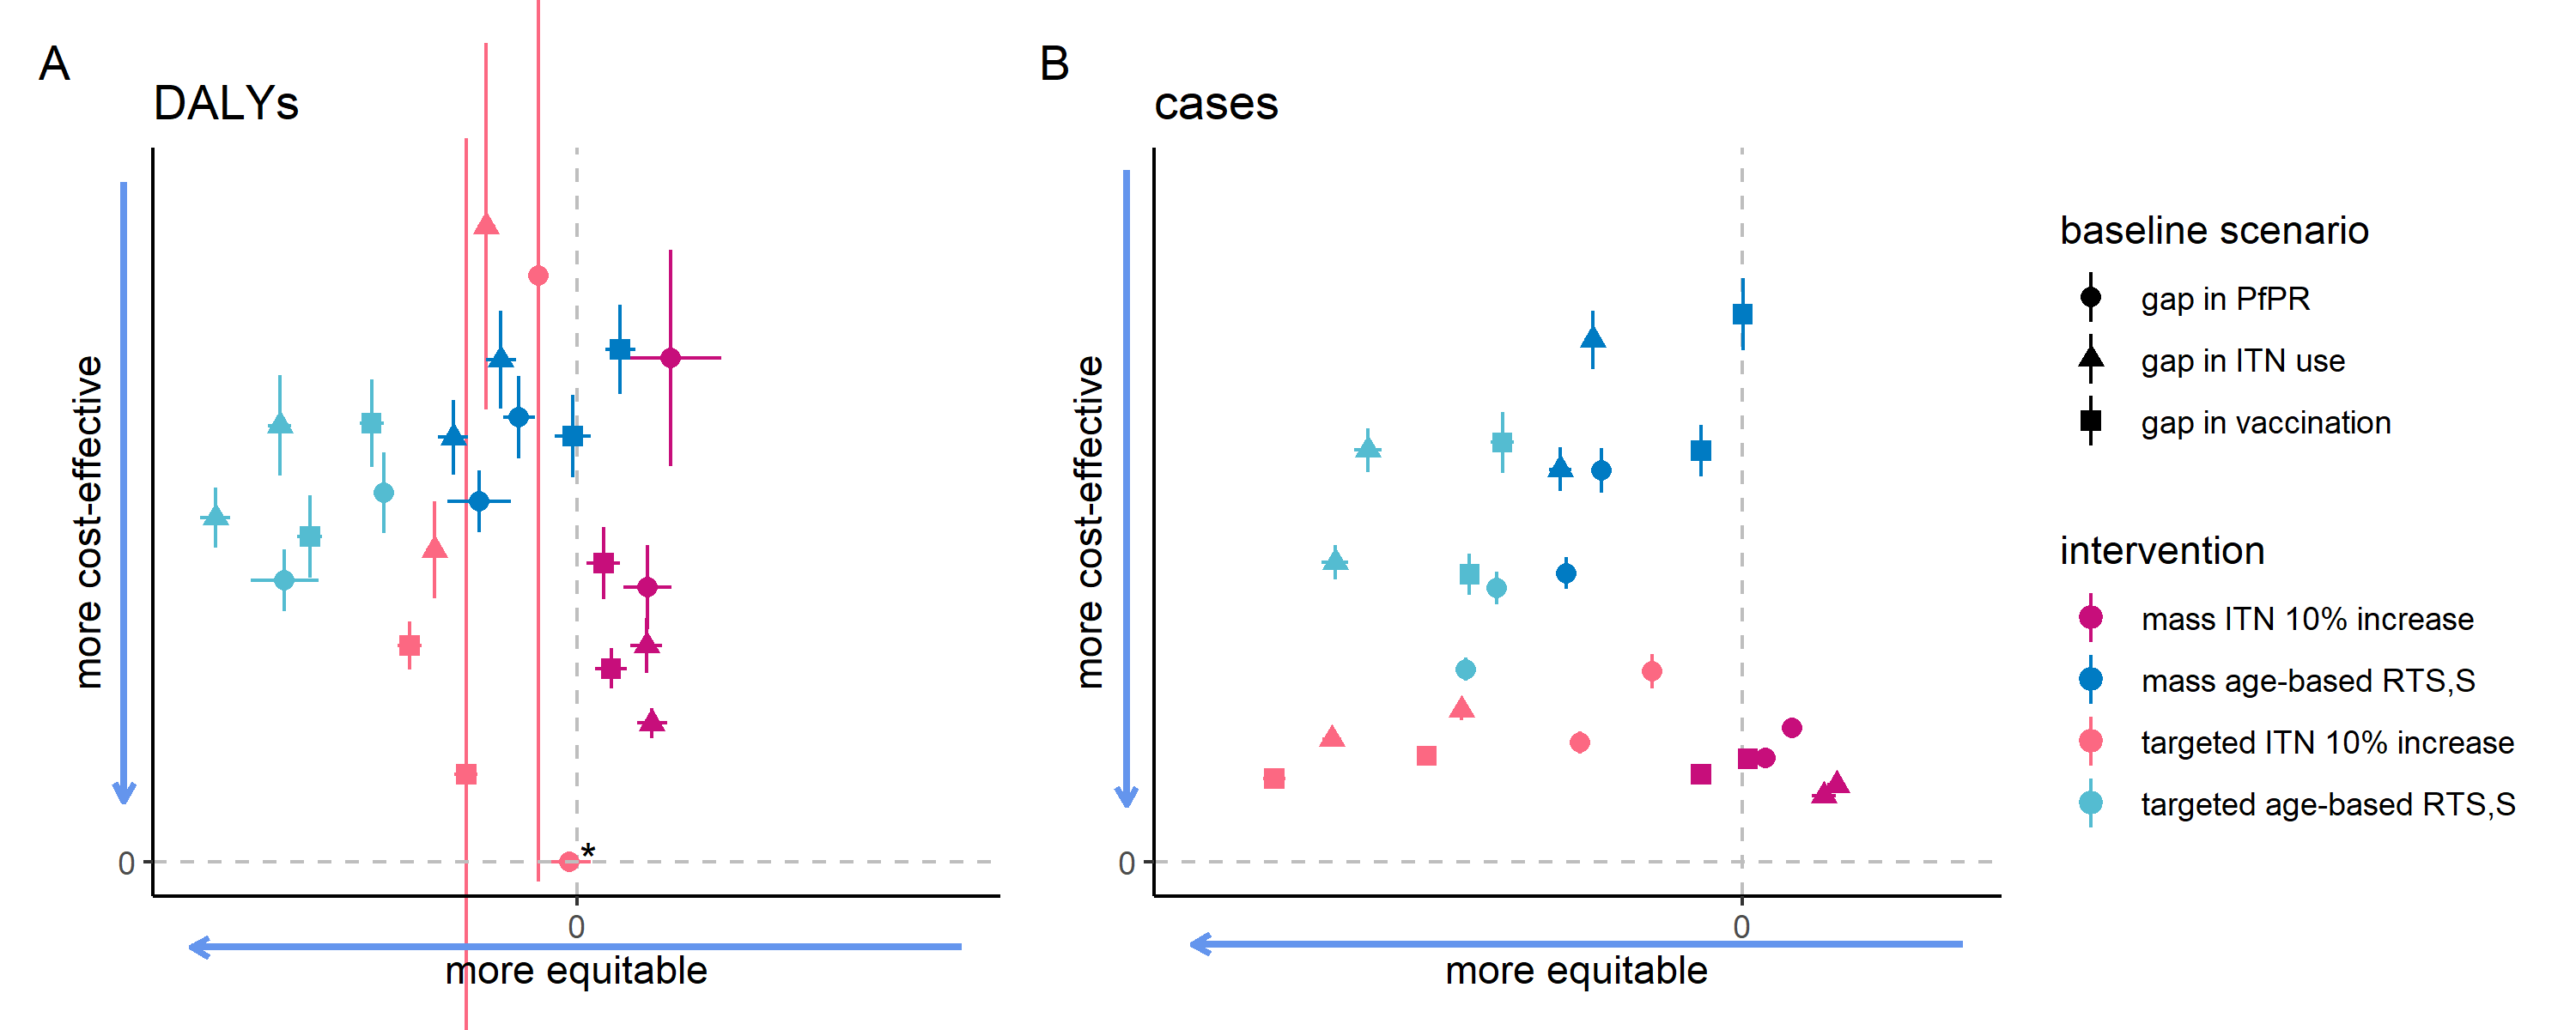 A
DALYs
more cost-effective
0
*
0
more equitable
B
cases
more cost-effective
0
0
more equitable
baseline scenario
gap in PfPR
gap in ITN use
gap in vaccination
intervention
mass ITN 10% increase
mass age-based RTS,S
targeted ITN 10% increase
targeted age-based RTS,S